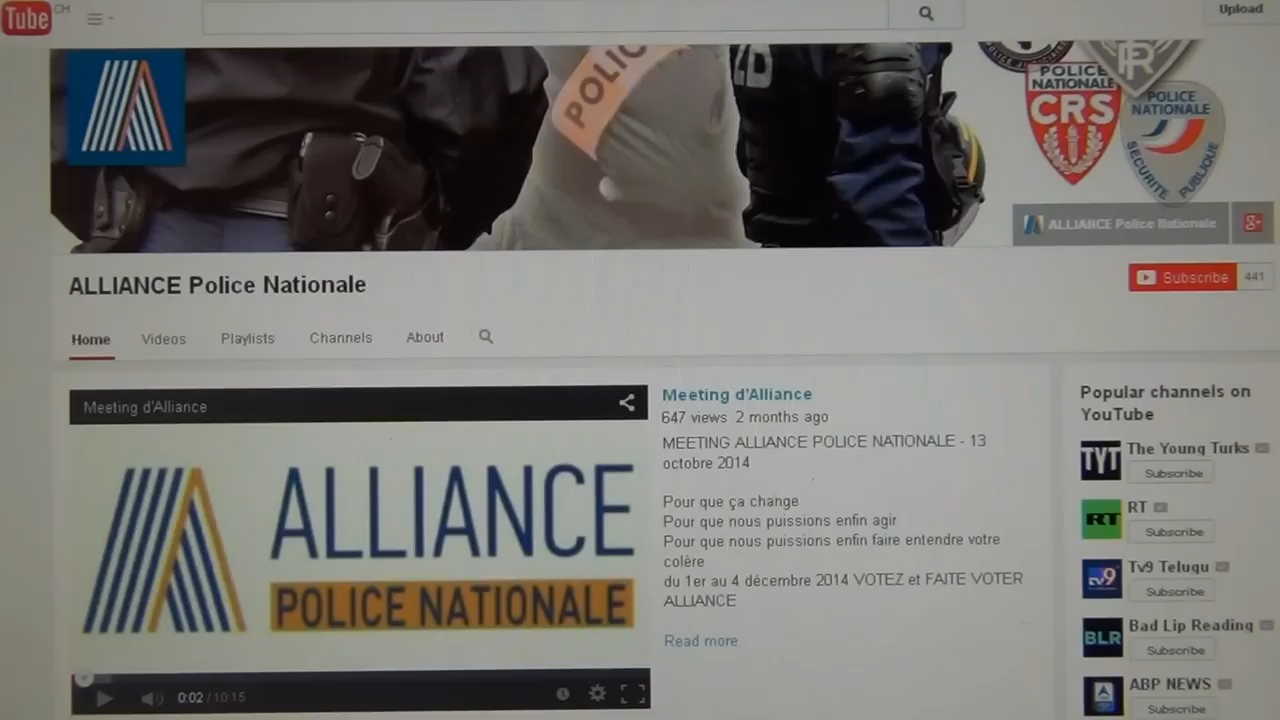 Tube CH
Upload
POLIC
POLICE JUDICIAIRE
PR
POLICE
NATIONALE
CRS
POLICE
NATIONALE
SECURITE PUBLIQUE
ALLIANCE Police Nationale
g+
ALLIANCE Police Nationale
Subscribe 441
Home Videos Playlists Channels About
Meeting d'Alliance
ALLIANCE
POLICE NATIONALE
0:02 / 10:15
Meeting d'Alliance
647 views 2 months ago
MEETING ALLIANCE POLICE NATIONALE - 13
octobre 2014
Pour que ça change
Pour que nous puissions enfin agir
Pour que nous puissions enfin faire entendre votre
colère
du 1er au 4 décembre 2014 VOTEZ et FAITE VOTER
ALLIANCE
Read more
Popular channels on
YouTube
TYT
The Young Turks
Subscribe
RT
RT
Subscribe
tv9
Tv9 Telugu
Subscribe
BLR
Bad Lip Reading
Subscribe
ABP NEWS
Subscribe